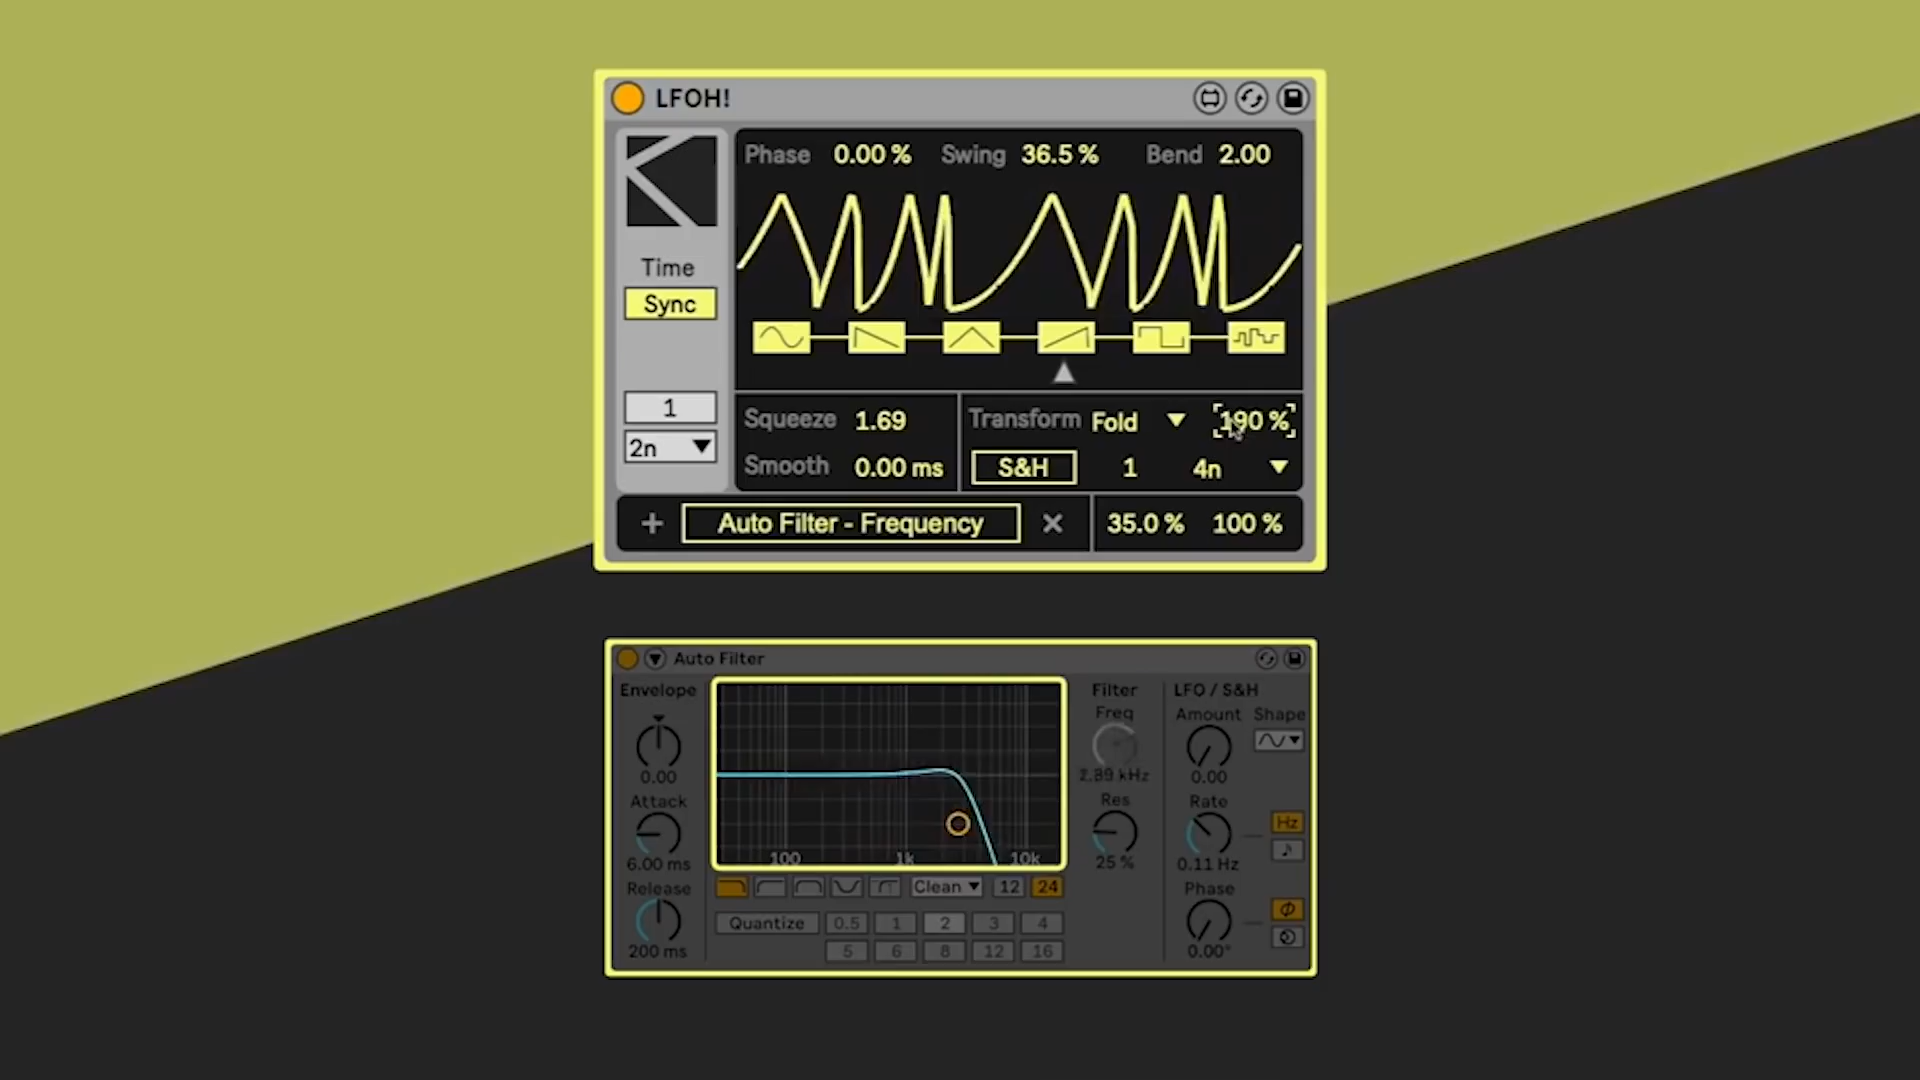 LFOH!
Phase 0.00 % Swing 36.5 % Bend 2.00
Time
Sync
1
2n
Squeeze 1.69
Smooth 0.00 ms
Transform Fold 190 %
S&H 1 4n
+ Auto Filter - Frequency × 35.0 % 100 %
Auto Filter
Envelope
0.00
Attack
6.00 ms
Release
200 ms
100 1k 10k
Clean 12 24
Quantize 0.5 1 2 3 4
5 6 8 12 16
Filter
Freq
kHz
Res
25 %
LFO / S&H
Amount Shape
0.00
Rate
Hz
0.11 Hz
Phase
0.00°